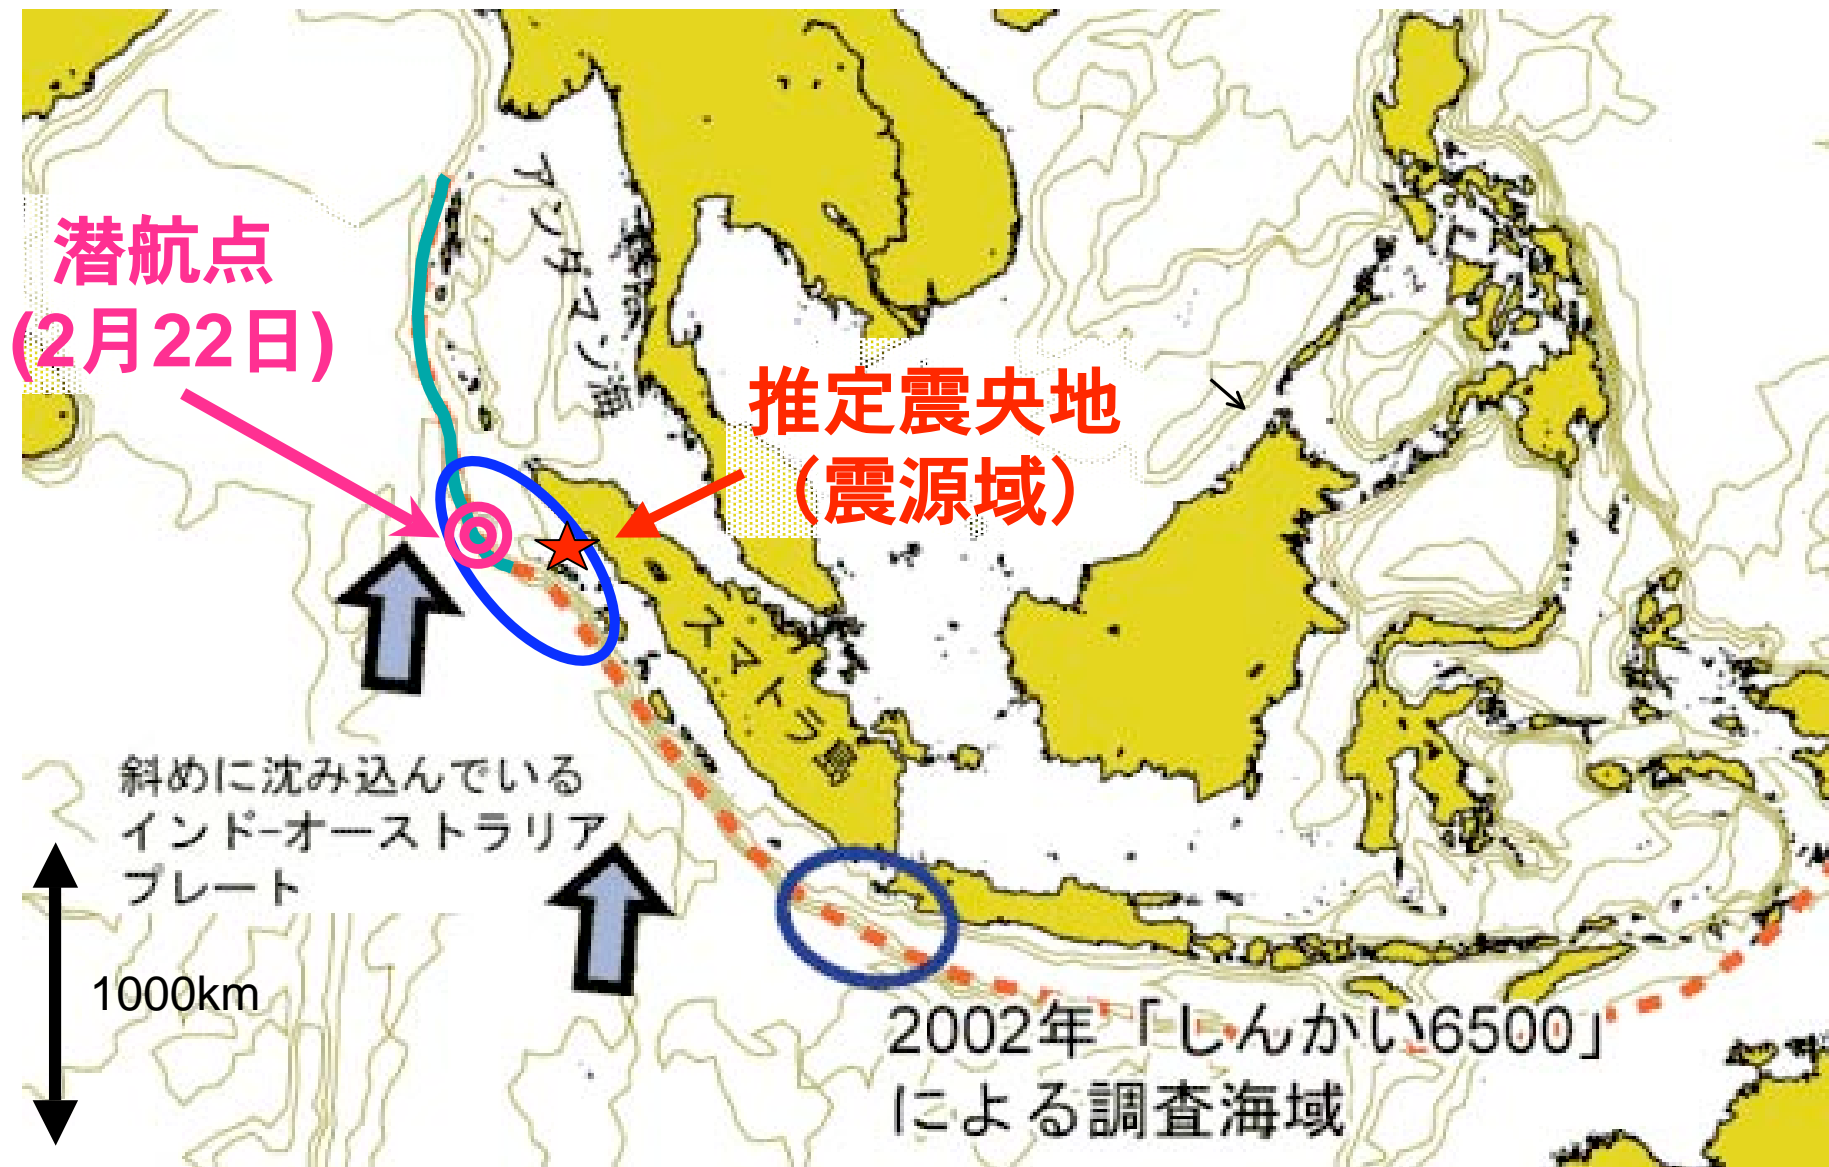 アンダマン海
潜航点
(2月22日)
推定震央地
（震源域）
スマトラ島
斜めに沈み込んでいる
インド-オーストラリア
プレート
1000km
2002年「しんかい6500」
による調査海域